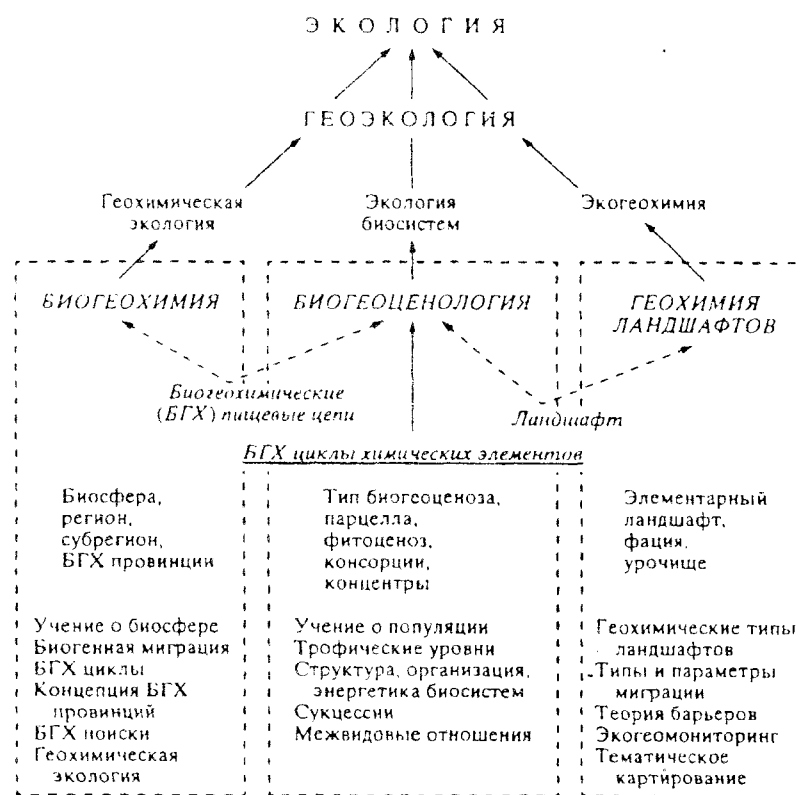 ЭКОЛОГИЯ
ГЕОЭКОЛОГИЯ
Геохимическая
экология
Экология
биосистем
Экогеохимия
БИОГЕОХИМИЯ
БИОГЕОЦЕНОЛОГИЯ
ГЕОХИМИЯ
ЛАНДШАФТОВ
Биогеохимические
(БГХ) пищевые цепи
Ландшафт
БГХ циклы химических элементов
Биосфера,
регион,
субрегион,
БГХ провинции
Тип биогеоценоза,
парцелла,
фитоценоз,
консорции,
концентры
Элементарный
ландшафт,
фация,
урочище
Учение о биосфере
Биогенная миграция
БГХ циклы
Концепция БГХ
провинций
БГХ поиски
Геохимическая
экология
Учение о популяции
Трофические уровни
Структура, организация,
энергетика биосистем
Сукцессии
Межвидовые отношения
Геохимические типы
ландшафтов
Типы и параметры
миграции
Теория барьеров
Экогеомониторинг
Тематическое
картирование